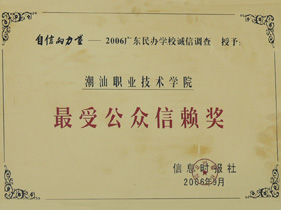 自信的力量——2006广东民办学校诚信调查 授予:
潮汕职业技术学院
最受公众信赖奖
信息时报社
2006年9月